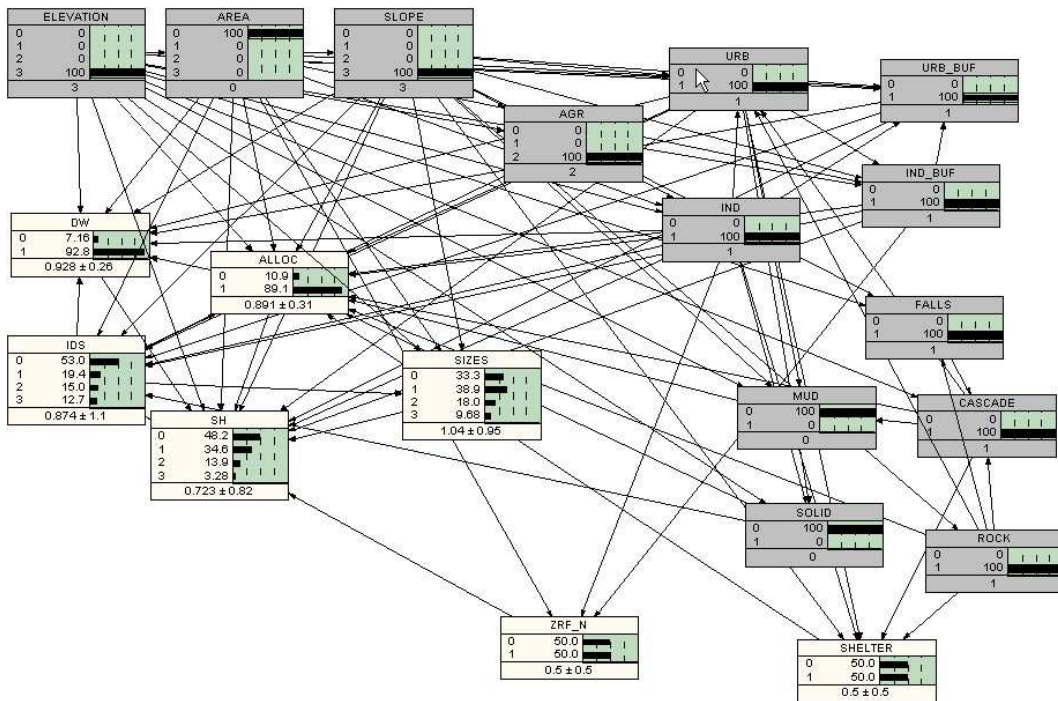 ELEVATION
0 0
1 0
2 0
3 100
3
AREA
0 100
1 0
2 0
3 0
0
SLOPE
0 0
1 0
2 0
3 100
3
URB
0 0
1 100
1
URB_BUF
0 0
1 100
1
AGR
0 0
1 0
2 100
2
IND_BUF
0 0
1 100
1
IND
0 0
1 100
1
DW
0 7.16
1 92.8
0.928 ± 0.26
ALLOC
0 10.9
1 89.1
0.891 ± 0.31
FALLS
0 0
1 100
1
IDS
0 53.0
1 19.4
2 15.0
3 12.7
0.874 ± 1.1
SIZES
0 33.3
1 38.9
2 18.0
3 9.68
1.04 ± 0.95
SH
0 48.2
1 34.6
2 13.9
3 3.28
0.723 ± 0.82
MUD
0 100
1 0
0
CASCADE
0 0
1 100
1
SOLID
0 100
1 0
0
ROCK
0 0
1 100
1
ZRF_N
0 50.0
1 50.0
0.5 ± 0.5
SHELTER
0 50.0
1 50.0
0.5 ± 0.5